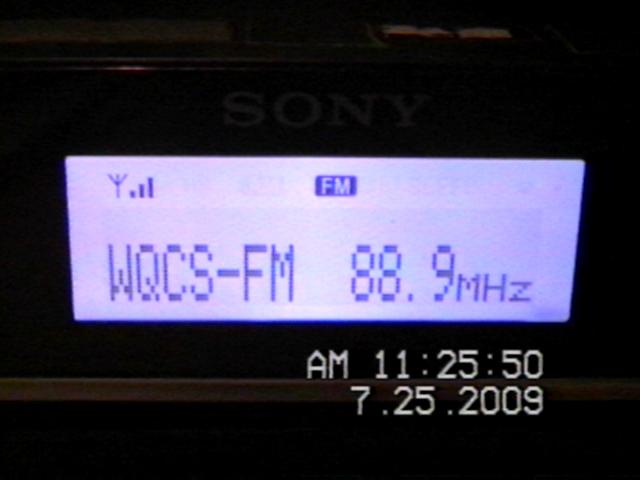 SONY
FM
WQCS-FM 88.9MHz
AM 11:25:50
7.25.2009